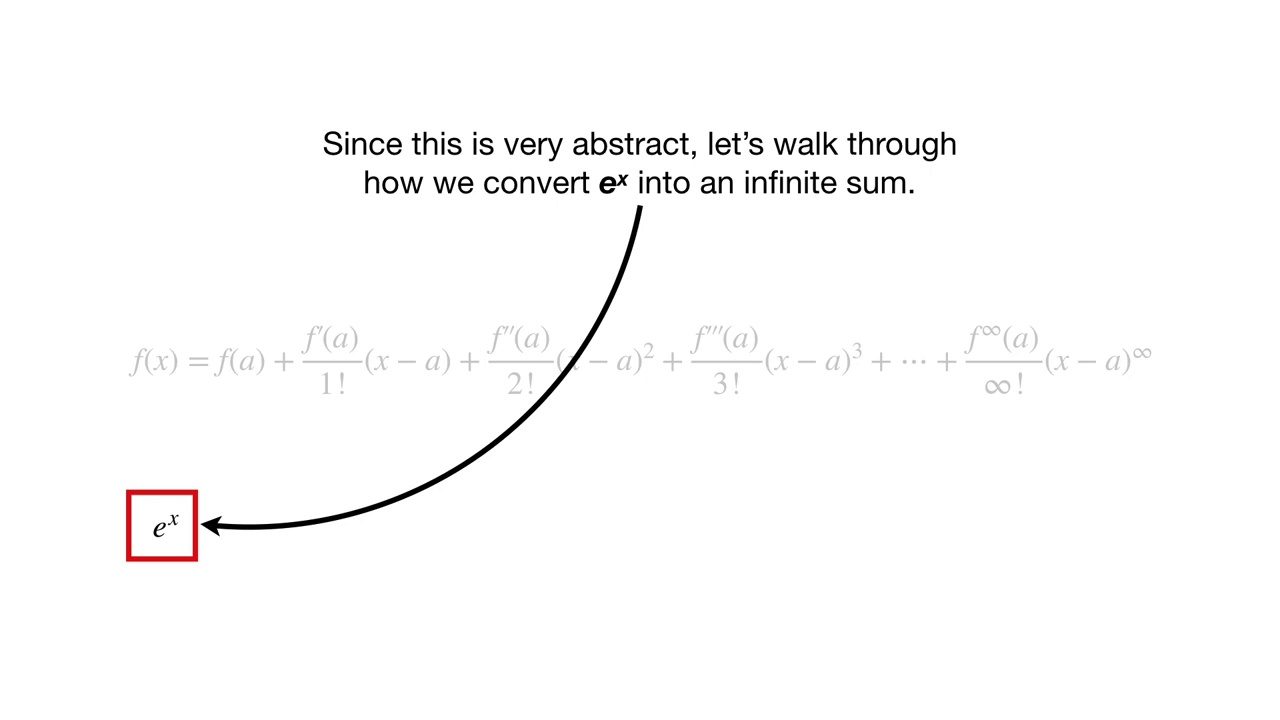 Since this is very abstract, let’s walk through
how we convert eˣ into an infinite sum.
f(x) = f(a) + f′(a)/1! (x − a) + f″(a)/2! (x − a)² + f‴(a)/3! (x − a)³ + ⋯ + f^∞(a)/∞! (x − a)^∞
eˣ